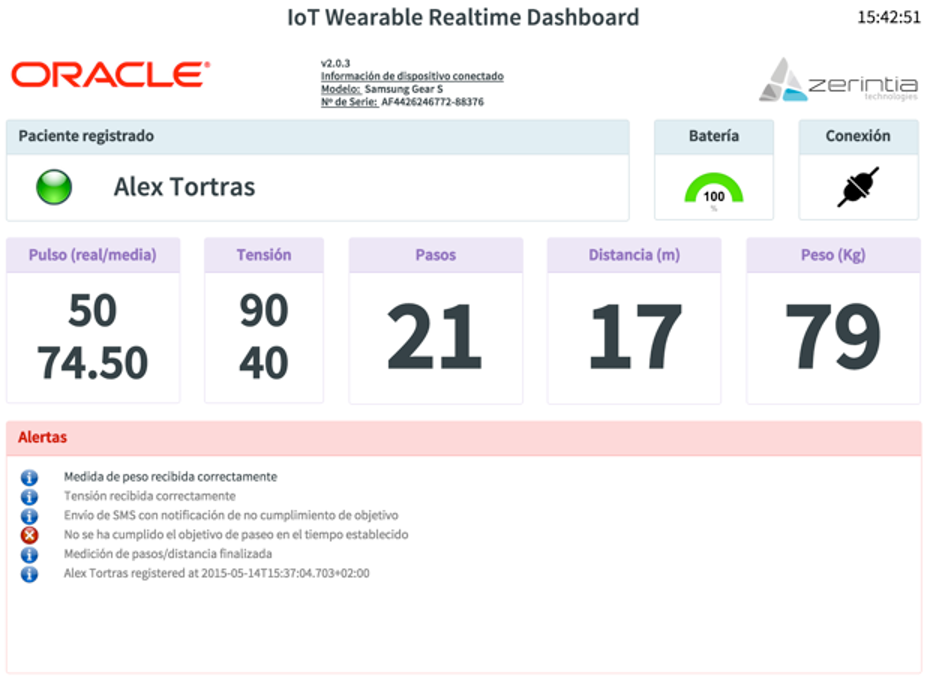 IoT Wearable Realtime Dashboard
15:42:51
ORACLE®
v2.0.3
Información de dispositivo conectado
Modelo: Samsung Gear S
Nº de Serie: AF4426246772-88376
zerintia
technologies
Paciente registrado
Batería
Conexión
Alex Tortras
100
%
Pulso (real/media)
Tensión
Pasos
Distancia (m)
Peso (Kg)
50
74.50
90
40
21
17
79
Alertas
Medida de peso recibida correctamente
Tensión recibida correctamente
Envío de SMS con notificación de no cumplimiento de objetivo
No se ha cumplido el objetivo de paseo en el tiempo establecido
Medición de pasos/distancia finalizada
Alex Tortras registered at 2015-05-14T15:37:04.703+02:00